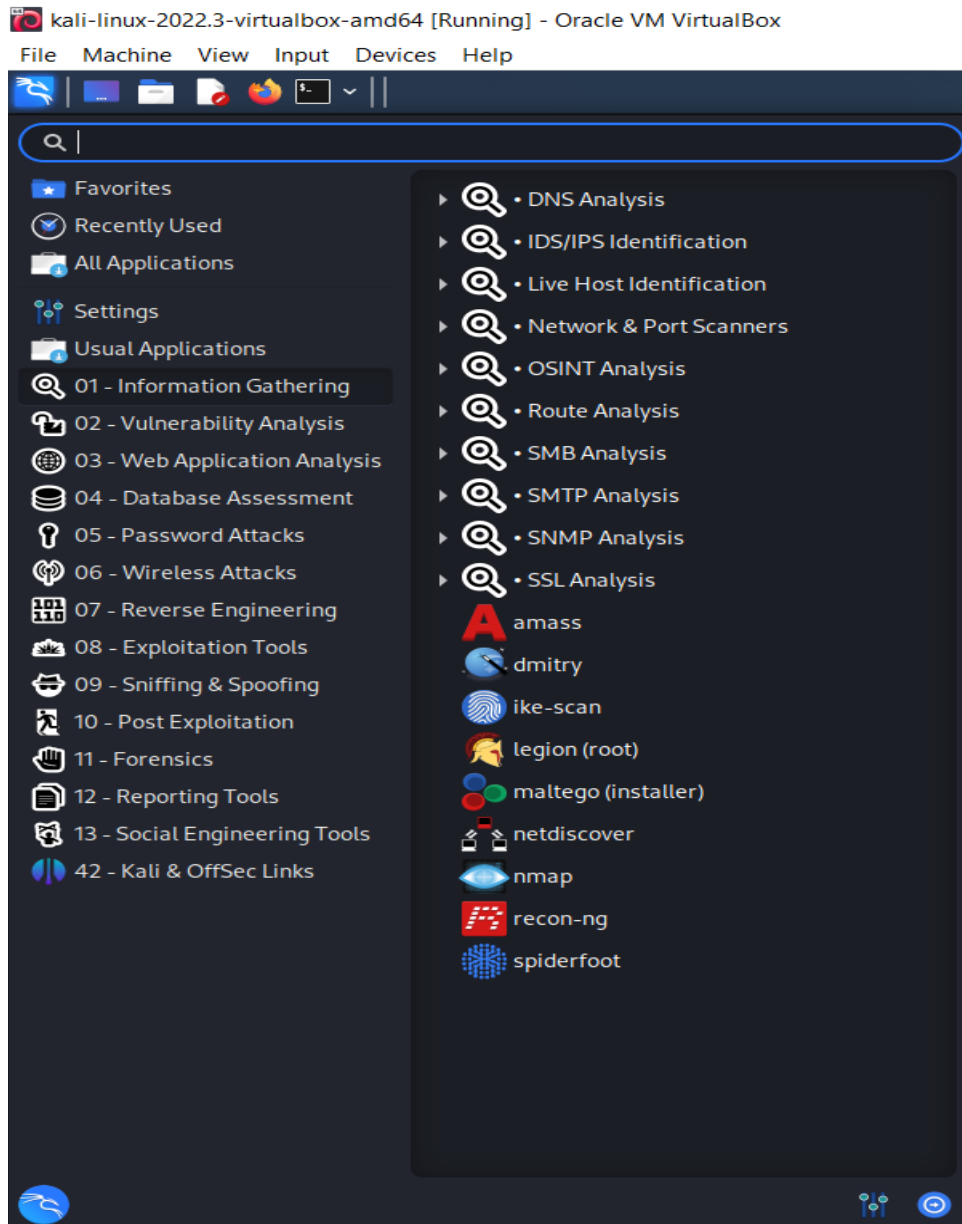 kali-linux-2022.3-virtualbox-amd64 [Running] - Oracle VM VirtualBox
File Machine View Input Devices Help
Favorites
Recently Used
All Applications
Settings
Usual Applications
01 - Information Gathering
02 - Vulnerability Analysis
03 - Web Application Analysis
04 - Database Assessment
05 - Password Attacks
06 - Wireless Attacks
07 - Reverse Engineering
08 - Exploitation Tools
09 - Sniffing & Spoofing
10 - Post Exploitation
11 - Forensics
12 - Reporting Tools
13 - Social Engineering Tools
42 - Kali & OffSec Links
• DNS Analysis
• IDS/IPS Identification
• Live Host Identification
• Network & Port Scanners
• OSINT Analysis
• Route Analysis
• SMB Analysis
• SMTP Analysis
• SNMP Analysis
• SSL Analysis
amass
dmitry
ike-scan
legion (root)
maltego (installer)
netdiscover
nmap
recon-ng
spiderfoot